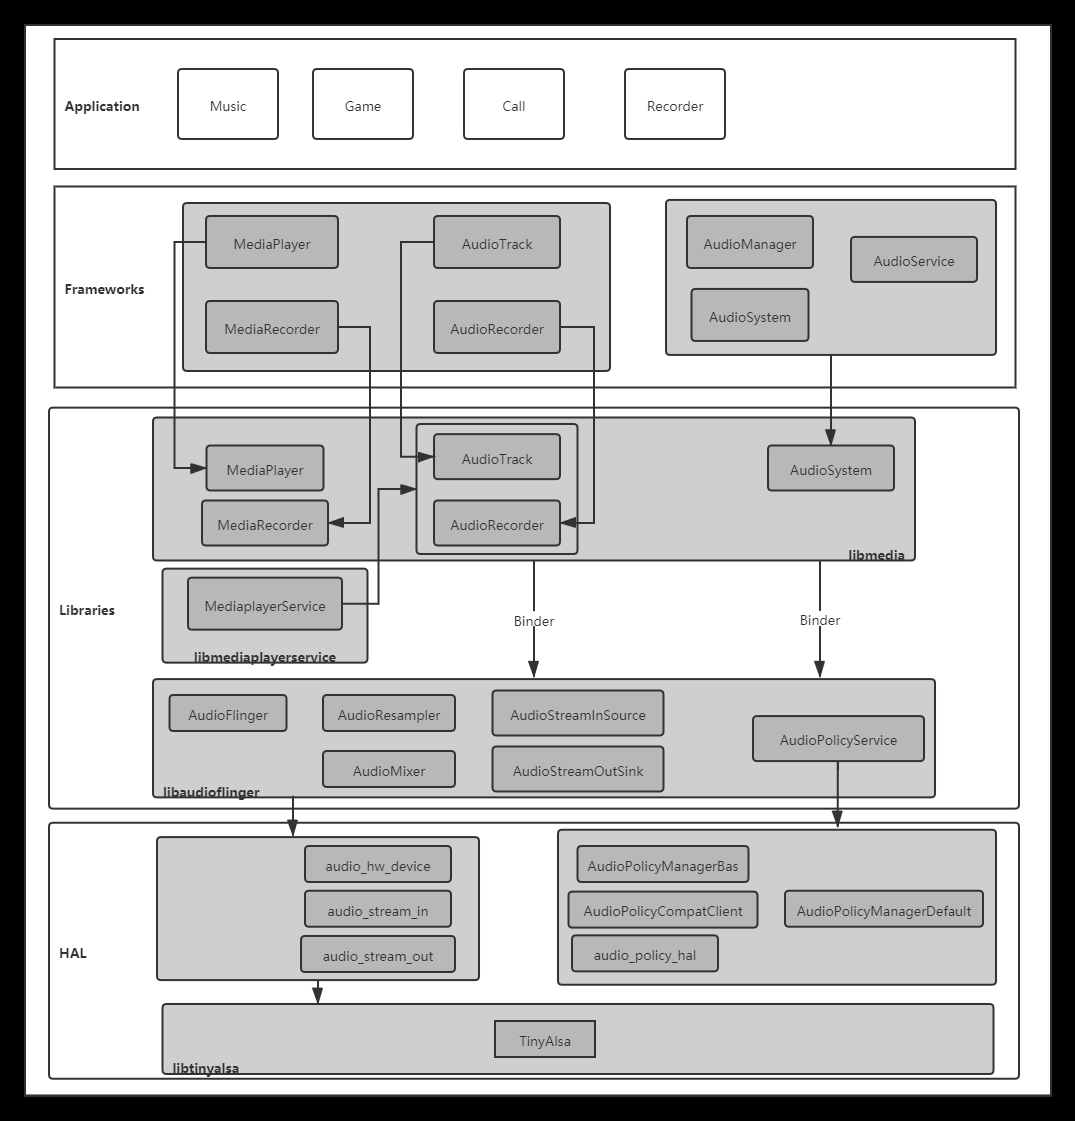 Application
Music
Game
Call
Recorder
Frameworks
MediaPlayer
AudioTrack
MediaRecorder
AudioRecorder
AudioManager
AudioService
AudioSystem
Libraries
MediaPlayer
AudioTrack
AudioSystem
MediaRecorder
AudioRecorder
libmedia
MediaplayerService
libmediaplayerservice
Binder
Binder
AudioFlinger
AudioResampler
AudioStreamInSource
AudioPolicyService
AudioMixer
AudioStreamOutSink
libaudioflinger
HAL
audio_hw_device
audio_stream_in
audio_stream_out
AudioPolicyManagerBas
AudioPolicyCompatClient
AudioPolicyManagerDefault
audio_policy_hal
TinyAlsa
libtinyalsa